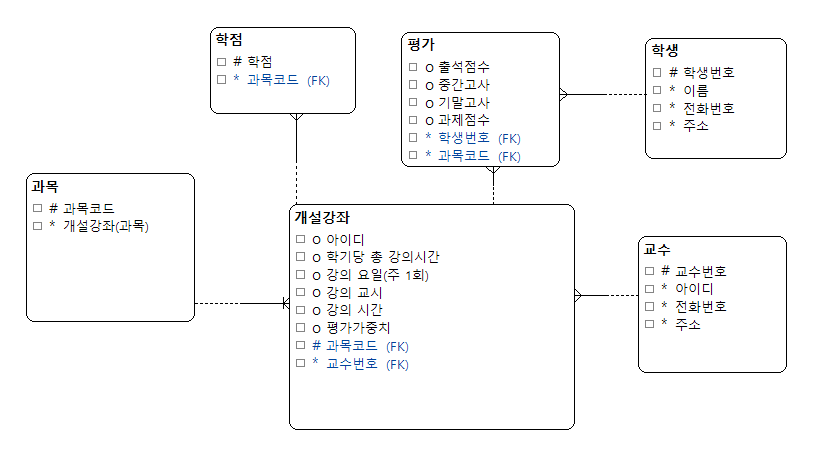 학점
# 학점
* 과목코드 (FK)
평가
o 출석점수
o 중간고사
o 기말고사
o 과제점수
* 학생번호 (FK)
* 과목코드 (FK)
학생
# 학생번호
* 이름
* 전화번호
* 주소
과목
# 과목코드
* 개설강좌(과목)
개설강좌
o 아이디
o 학기당 총 강의시간
o 강의 요일(주 1회)
o 강의 교시
o 강의 시간
o 평가가중치
# 과목코드 (FK)
* 교수번호 (FK)
교수
# 교수번호
* 아이디
* 전화번호
* 주소